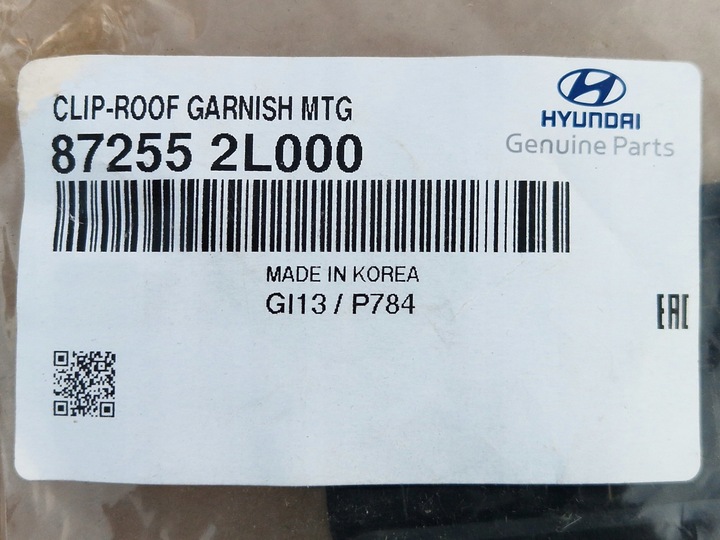 CLIP-ROOF GARNISH MTG
87255 2L000
HYUNDAI
Genuine Parts
MADE IN KOREA
GI13 / P784
EAC